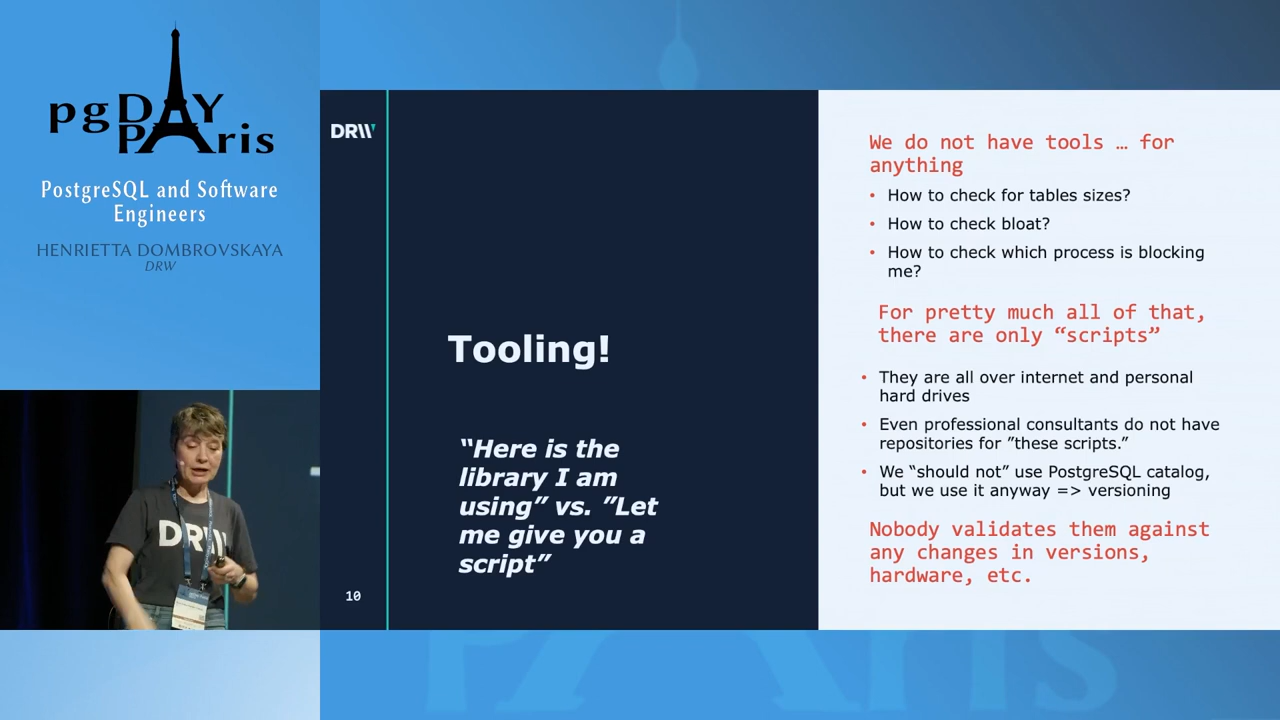 pgDAY
PAris
PostgreSQL and Software
Engineers
HENRIETTA DOMBROVSKAYA
DRW
DRW
DRW
10
Tooling!
“Here is the
library I am
using” vs. ”Let
me give you a
script”
We do not have tools … for
anything
• How to check for tables sizes?
• How to check bloat?
• How to check which process is blocking
me?
For pretty much all of that,
there are only “scripts”
• They are all over internet and personal
hard drives
• Even professional consultants do not have
repositories for ”these scripts.”
• We “should not” use PostgreSQL catalog,
but we use it anyway => versioning
Nobody validates them against
any changes in versions,
hardware, etc.
PAris